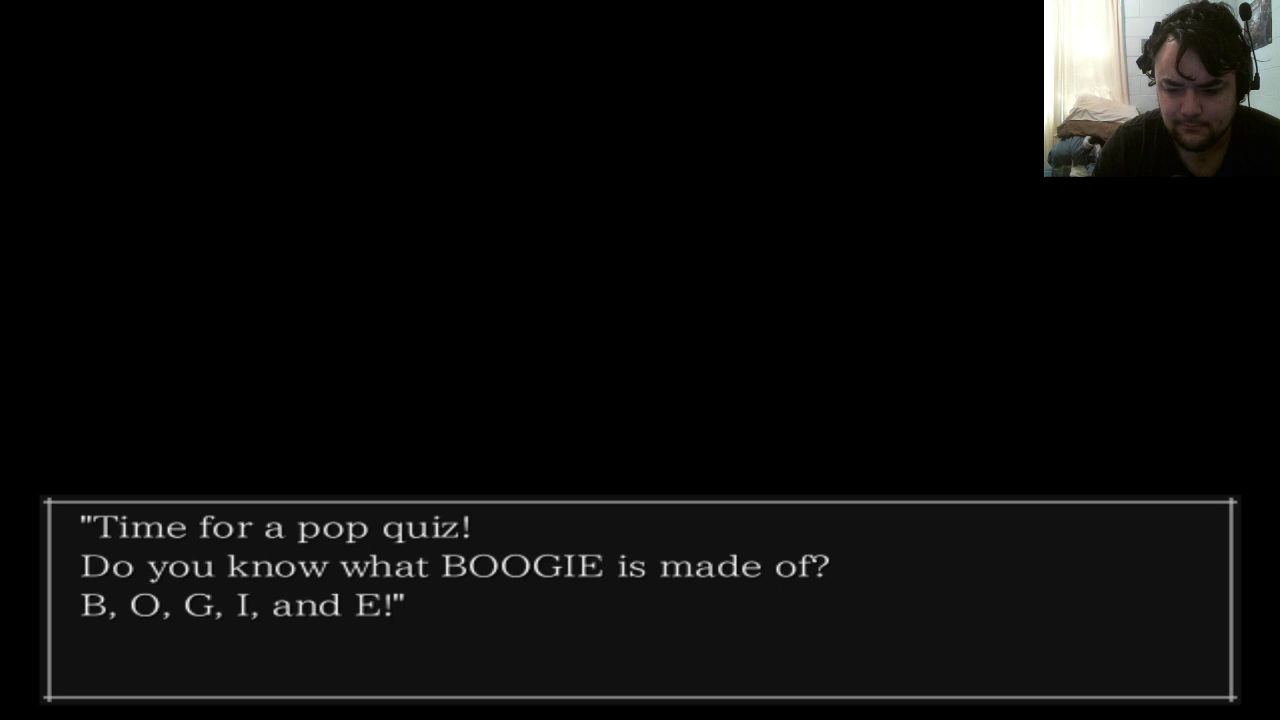 "Time for a pop quiz!
Do you know what BOOGIE is made of?
B, O, G, I, and E!"